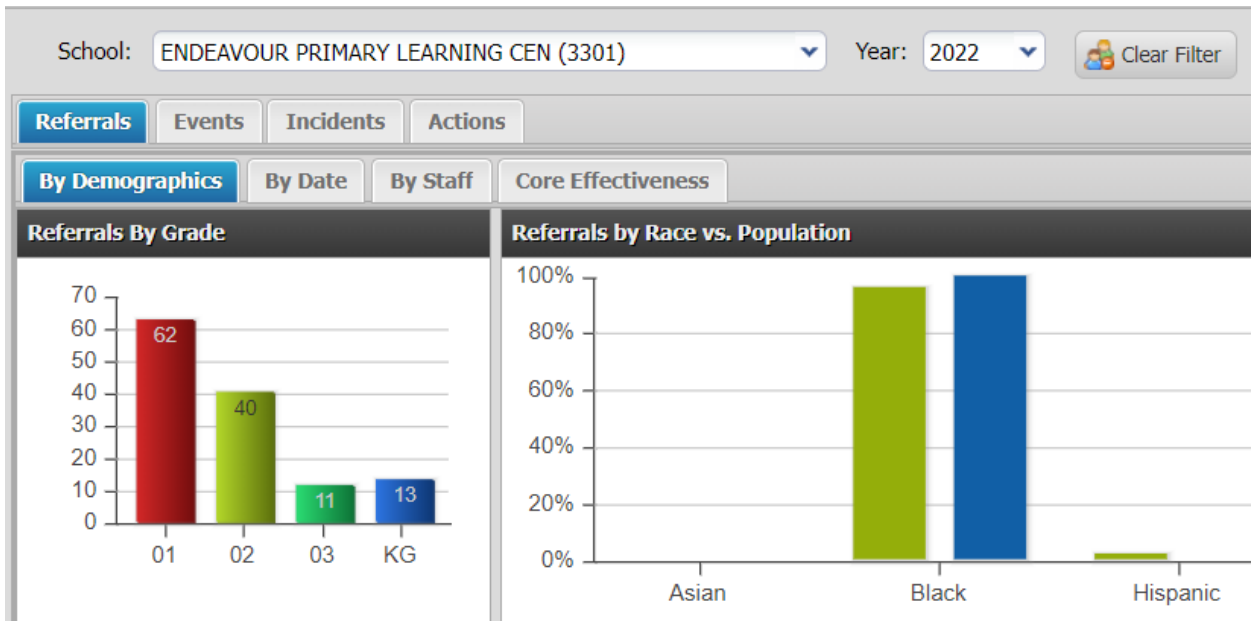 School: ENDEAVOUR PRIMARY LEARNING CEN (3301) Year: 2022 Clear Filter
Referrals Events Incidents Actions
By Demographics By Date By Staff Core Effectiveness
Referrals By Grade
70
60
50
40
30
20
10
0
62
40
11
13
01 02 03 KG
Referrals by Race vs. Population
100%
80%
60%
40%
20%
0%
Asian Black Hispanic